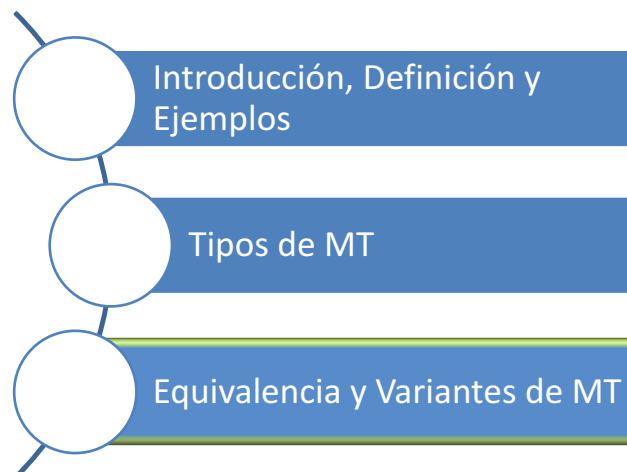 Introducción, Definición y
Ejemplos
Tipos de MT
Equivalencia y Variantes de MT